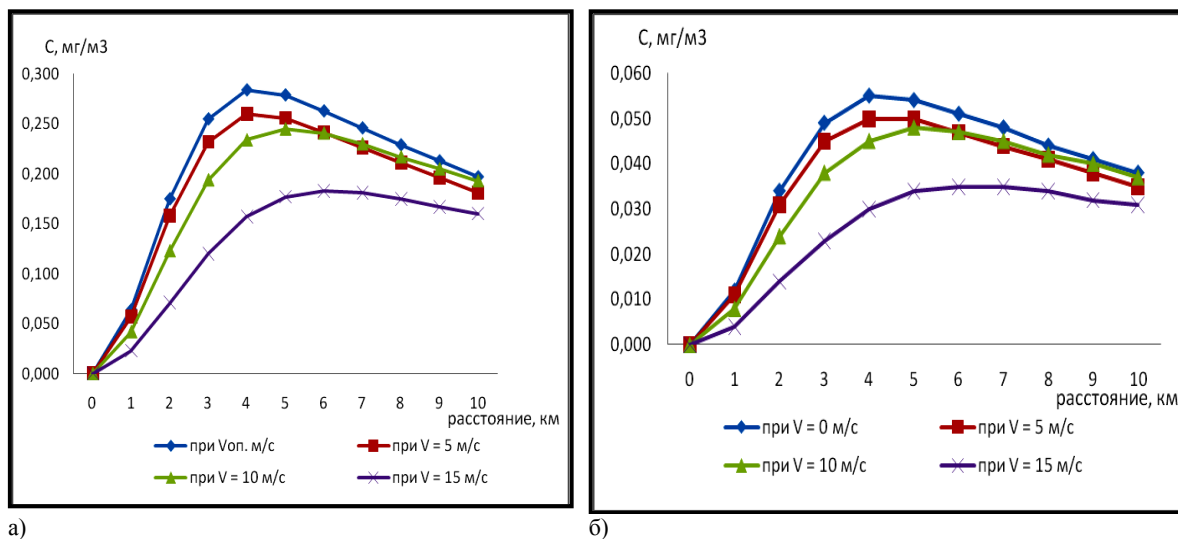 С, мг/м3
0,300
0,250
0,200
0,150
0,100
0,050
0,000
0 1 2 3 4 5 6 7 8 9 10
расстояние, км
при Vоп. м/с
при V = 5 м/с
при V = 10 м/с
при V = 15 м/с
а)
С, мг/м3
0,060
0,050
0,040
0,030
0,020
0,010
0,000
0 1 2 3 4 5 6 7 8 9 10
расстояние, км
при V = 0 м/с
при V = 5 м/с
при V = 10 м/с
при V = 15 м/с
б)